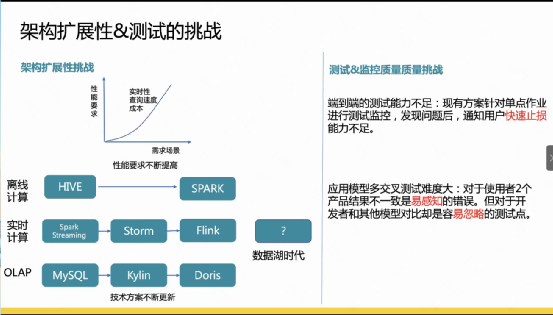 架构扩展性&测试的挑战
架构扩展性挑战
性
能
要
求
实时性
查询速度
成本
需求场景
性能要求不断提高
离线
计算
HIVE
SPARK
实时
计算
Spark
Streaming
Storm
Flink
?
数据湖时代
OLAP
MySQL
Kylin
Doris
技术方案不断更新
测试&监控质量质量挑战
端到端的测试能力不足：现有方案针对单点作业
进行测试监控，发现问题后，通知用户快速止损
能力不足。
应用模型多交叉测试难度大：对于使用者2个
产品结果不一致是易感知的错误。但对于开
发者和其他模型对比却是容易忽略的测试点。